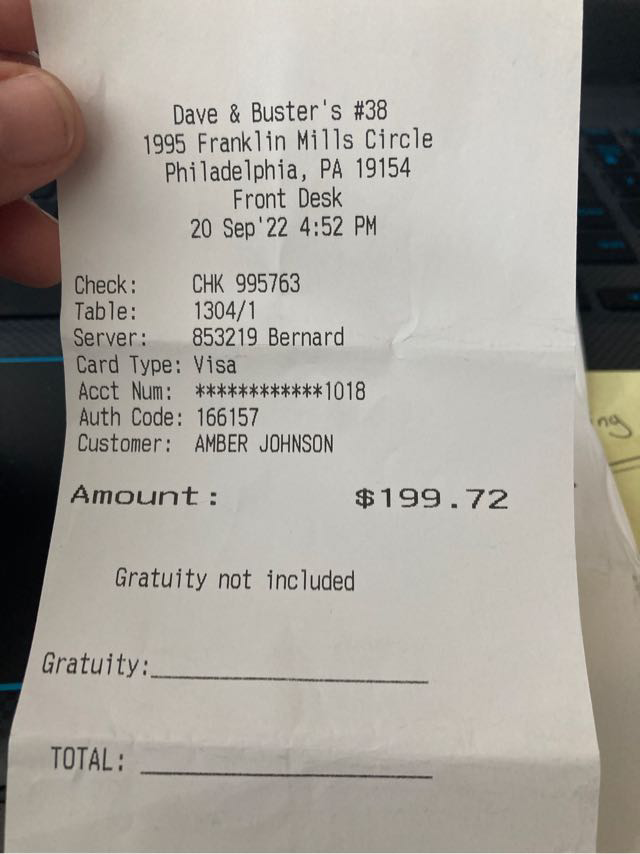 Dave & Buster's #38
1995 Franklin Mills Circle
Philadelphia, PA 19154
Front Desk
20 Sep'22 4:52 PM
Check: CHK 995763
Table: 1304/1
Server: 853219 Bernard
Card Type: Visa
Acct Num: ************1018
Auth Code: 166157
Customer: AMBER JOHNSON
Amount: $199.72
Gratuity not included
Gratuity:
TOTAL: